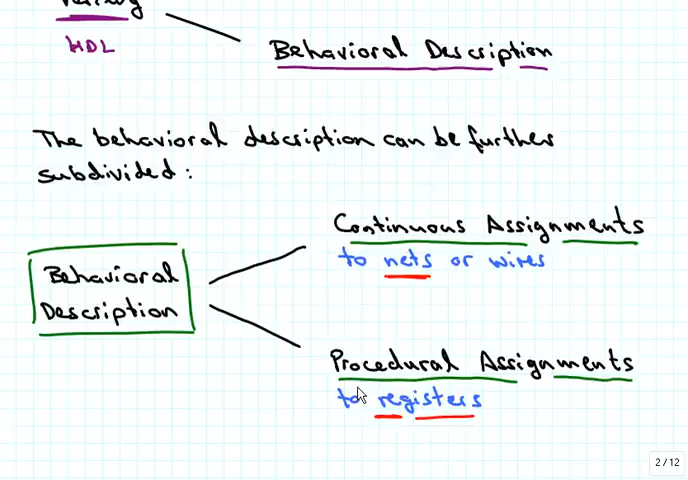 HDL
Behavioral Description
The behavioral description can be further
subdivided:
Continuous Assignments
to nets or wires
Behavioral
Description
Procedural Assignments
to registers
2/12